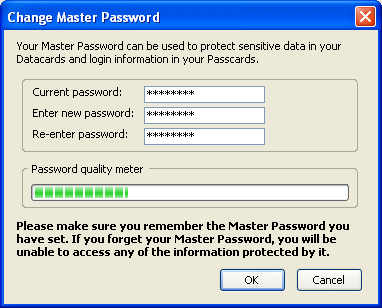 Change Master Password
Your Master Password can be used to protect sensitive data in your
Datacards and login information in your Passcards.
Current password: ********
Enter new password: ********
Re-enter password: ********
Password quality meter
Please make sure you remember the Master Password you
have set. If you forget your Master Password, you will be
unable to access any of the information protected by it.
OK Cancel